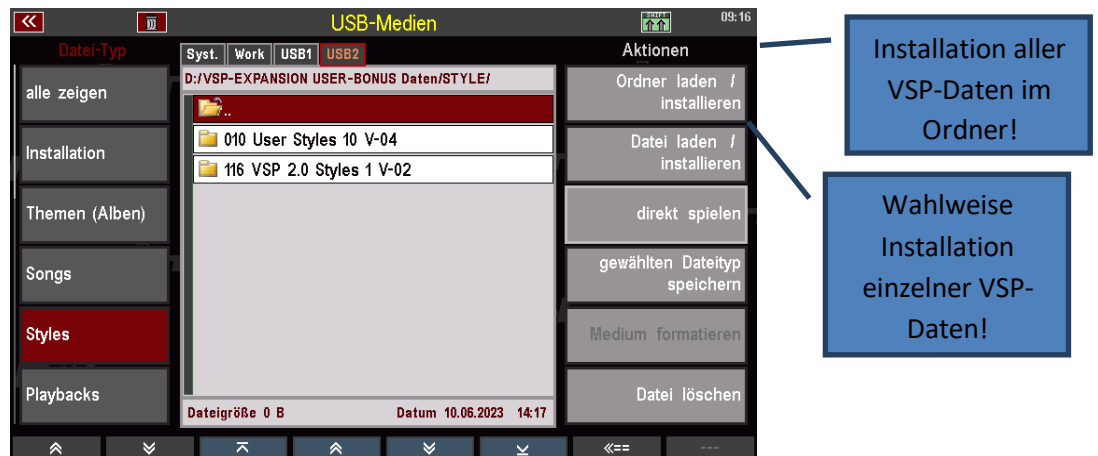 USB-Medien
SHIFT
09:16
Datei-Typ
Syst. Work USB1 USB2
Aktionen
D:/VSP-EXPANSION USER-BONUS Daten/STYLE/
..
010 User Styles 10 V-04
116 VSP 2.0 Styles 1 V-02
alle zeigen
Installation
Themen (Alben)
Songs
Styles
Playbacks
Ordner laden /
installieren
Datei laden /
installieren
direkt spielen
gewählten Dateityp
speichern
Medium formatieren
Datei löschen
Dateigröße 0 B
Datum 10.06.2023 14:17
«==
---
Installation aller
VSP-Daten im
Ordner!
Wahlweise
Installation
einzelner VSP-
Daten!